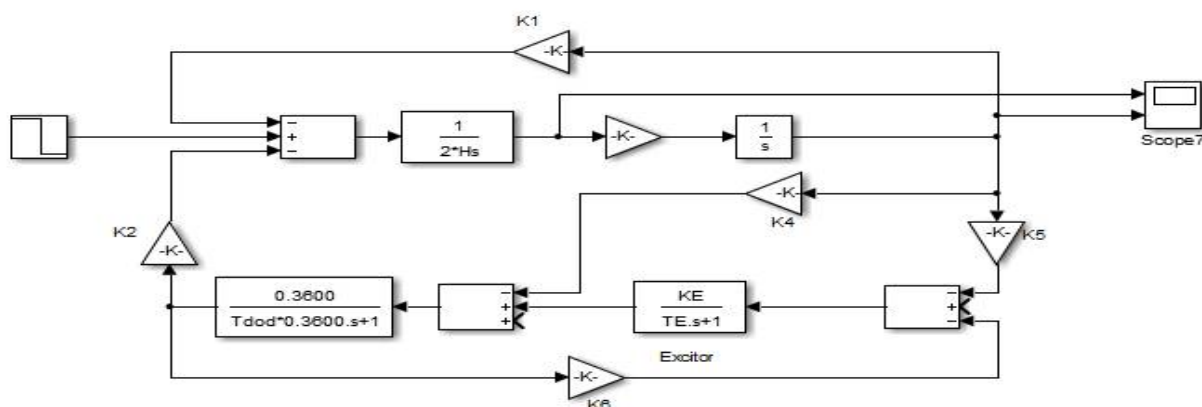 K1
-K-
−
+
−
1
2*Hs
-K-
1
s
Scope7
-K-
K4
K2
-K-
-K-
K5
0.3600
Tdod*0.3600.s+1
−
+
+
KE
TE.s+1
−
+
−
Excitor
-K-
K6